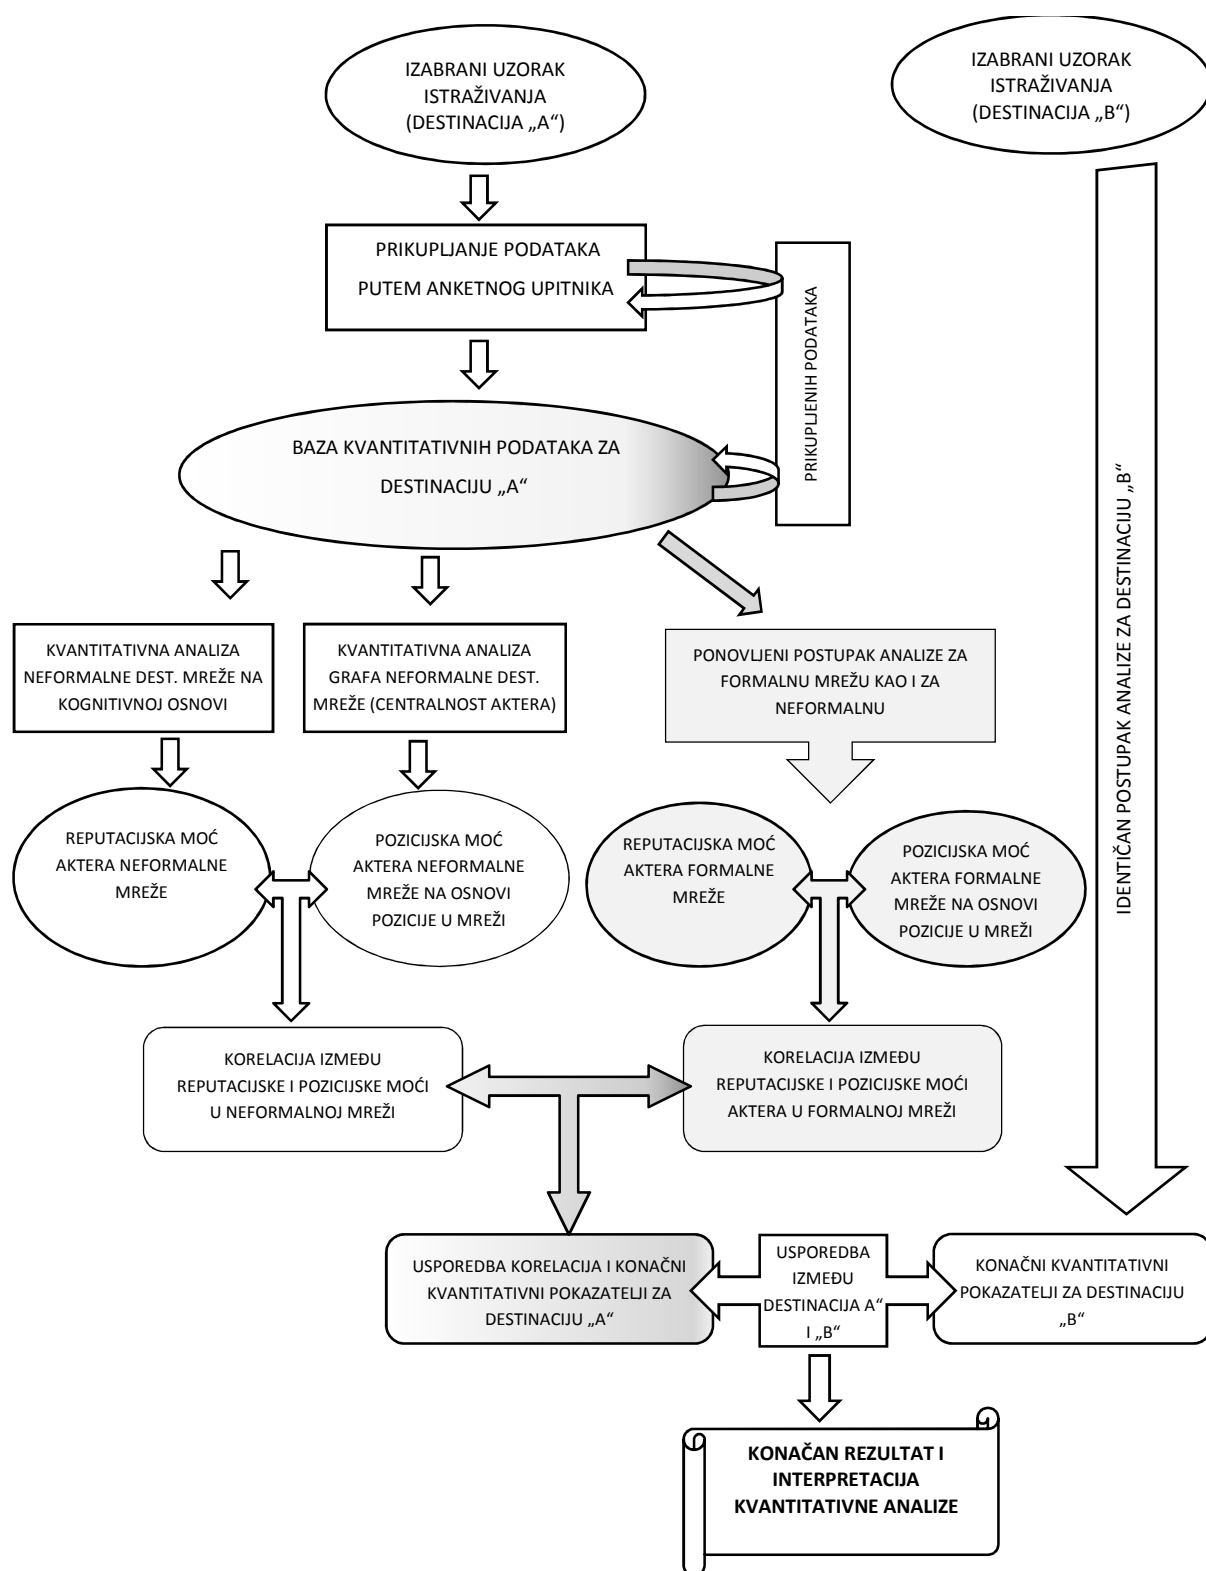 IZABRANI UZORAK
ISTRAŽIVANJA
(DESTINACIJA „A“)
IZABRANI UZORAK
ISTRAŽIVANJA
(DESTINACIJA „B“)
PRIKUPLJANJE PODATAKA
PUTEM ANKETNOG UPITNIKA
PRIKUPLJENIH PODATAKA
BAZA KVANTITATIVNIH PODATAKA ZA
DESTINACIJU „A“
IDENTIČAN POSTUPAK ANALIZE ZA DESTINACIJU „B“
KVANTITATIVNA ANALIZA
NEFORMALNE DEST. MREŽE NA
KOGNITIVNOJ OSNOVI
KVANTITATIVNA ANALIZA
GRAFA NEFORMALNE DEST.
MREŽE (CENTRALNOST AKTERA)
PONOVLJENI POSTUPAK ANALIZE ZA
FORMALNU MREŽU KAO I ZA
NEFORMALNU
REPUTACIJSKA MOĆ
AKTERA NEFORMALNE
MREŽE
POZICIJSKA MOĆ
AKTERA NEFORMALNE
MREŽE NA OSNOVI
POZICIJE U MREŽI
REPUTACIJSKA MOĆ
AKTERA FORMALNE
MREŽE
POZICIJSKA MOĆ
AKTERA FORMALNE
MREŽE NA OSNOVI
POZICIJE U MREŽI
KORELACIJA IZMEĐU
REPUTACIJSKE I POZICIJSKE MOĆI
U NEFORMALNOJ MREŽI
KORELACIJA IZMEĐU
REPUTACIJSKE I POZICIJSKE MOĆI
AKTERA U FORMALNOJ MREŽI
USPOREDBA KORELACIJA I KONAČNI
KVANTITATIVNI POKAZATELJI ZA
DESTINACIJU „A“
USPOREDBA
IZMEĐU
DESTINACIJA A“
I „B“
KONAČNI KVANTITATIVNI
POKAZATELJI ZA DESTINACIJU
„B“
KONAČAN REZULTAT I
INTERPRETACIJA
KVANTITATIVNE ANALIZE